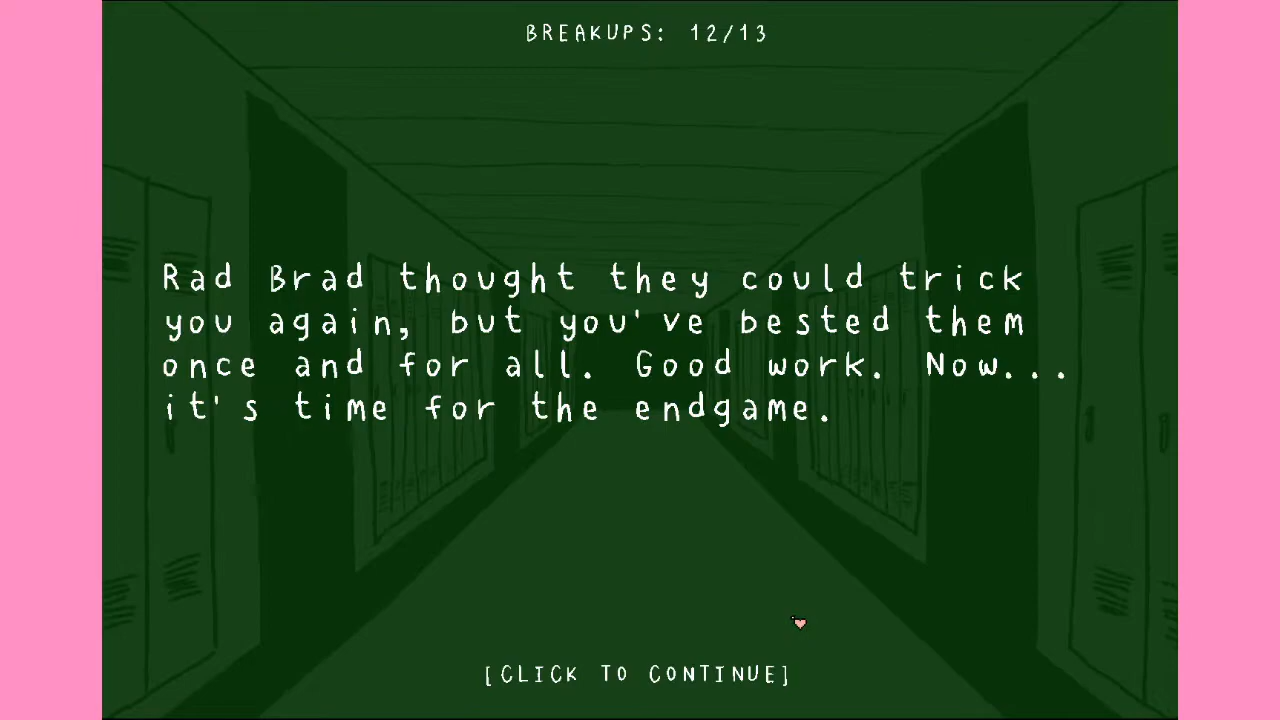 BREAKUPS: 12/13
Rad Brad thought they could trick
you again, but you've bested them
once and for all. Good work. Now...
it's time for the endgame.
[CLICK TO CONTINUE]